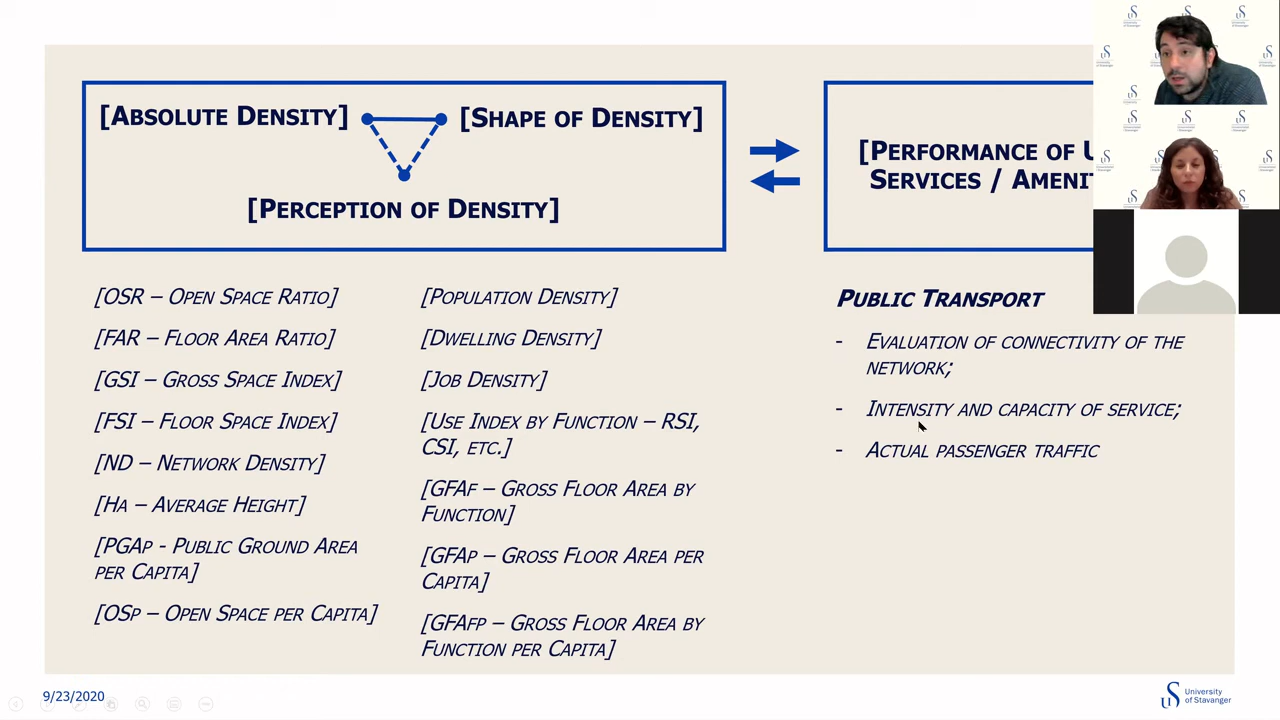 [ABSOLUTE DENSITY]
[SHAPE OF DENSITY]
[PERCEPTION OF DENSITY]
[PERFORMANCE OF
SERVICES /
[OSR – OPEN SPACE RATIO]
[FAR – FLOOR AREA RATIO]
[GSI – GROSS SPACE INDEX]
[FSI – FLOOR SPACE INDEX]
[ND – NETWORK DENSITY]
[HA – AVERAGE HEIGHT]
[PGAP - PUBLIC GROUND AREA
PER CAPITA]
[OSP – OPEN SPACE PER CAPITA]
[POPULATION DENSITY]
[DWELLING DENSITY]
[JOB DENSITY]
[USE INDEX BY FUNCTION – RSI,
CSI, ETC.]
[GFAF – GROSS FLOOR AREA BY
FUNCTION]
[GFAP – GROSS FLOOR AREA PER
CAPITA]
[GFAFP – GROSS FLOOR AREA BY
FUNCTION PER CAPITA]
PUBLIC TRANSPORT
- EVALUATION OF CONNECTIVITY OF THE
NETWORK;
- INTENSITY AND CAPACITY OF SERVICE;
- ACTUAL PASSENGER TRAFFIC
9/23/2020
University
of Stavanger